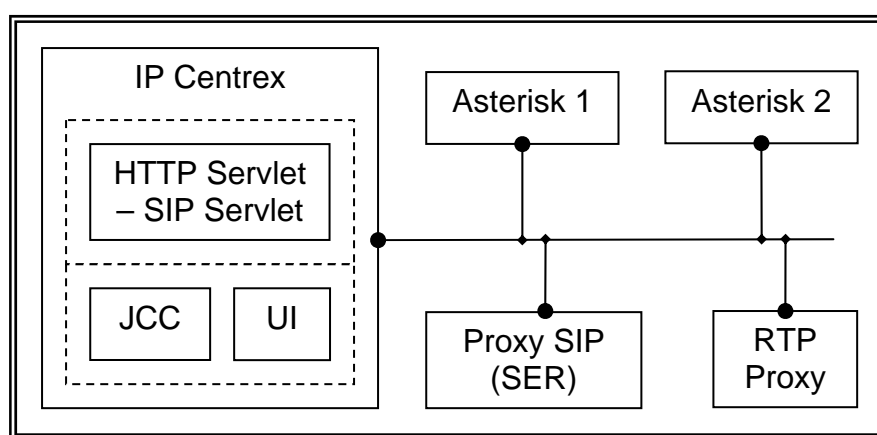 IP Centrex
HTTP Servlet
– SIP Servlet
JCC
UI
Asterisk 1
Asterisk 2
Proxy SIP
(SER)
RTP
Proxy